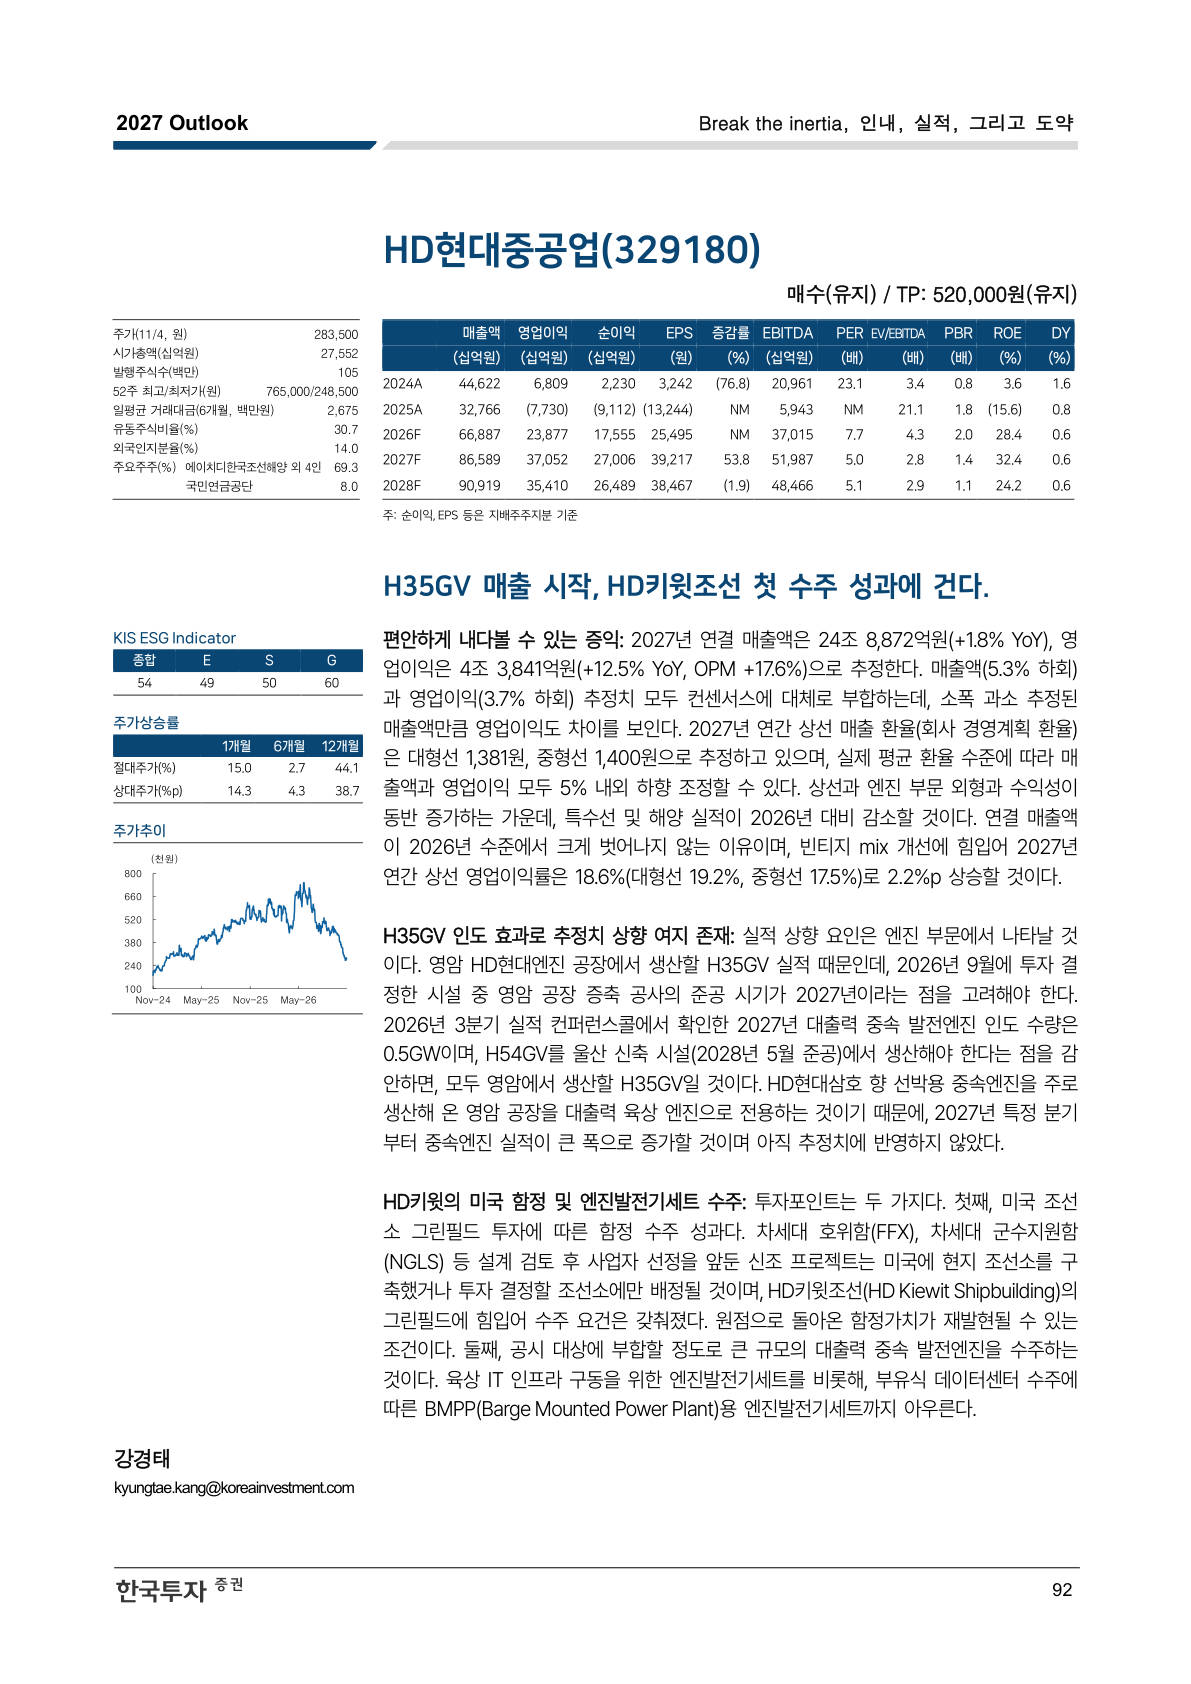 2027 Outlook
Break the inertia, 인내, 실적, 그리고 도약
HD현대중공업(329180)
매수(유지) / TP: 520,000원(유지)
주가(11/4, 원) 283,500
시가총액(십억원) 27,552
발행주식수(백만) 105
52주 최고/최저가(원) 765,000/248,500
일평균 거래대금(6개월, 백만원) 2,675
유동주식비율(%) 30.7
외국인지분율(%) 14.0
주요주주(%) 에이치디한국조선해양 외 4인 69.3
국민연금공단 8.0
매출액 영업이익 순이익 EPS 증감률 EBITDA PER EV/EBITDA PBR ROE DY
(십억원) (십억원) (십억원) (원) (%) (십억원) (배) (배) (배) (%) (%)
2024A 44,622 6,809 2,230 3,242 (76.8) 20,961 23.1 3.4 0.8 3.6 1.6
2025A 32,766 (7,730) (9,112) (13,244) NM 5,943 NM 21.1 1.8 (15.6) 0.8
2026F 66,887 23,877 17,555 25,495 NM 37,015 7.7 4.3 2.0 28.4 0.6
2027F 86,589 37,052 27,006 39,217 53.8 51,987 5.0 2.8 1.4 32.4 0.6
2028F 90,919 35,410 26,489 38,467 (1.9) 48,466 5.1 2.9 1.1 24.2 0.6
주: 순이익, EPS 등은 지배주주지분 기준
H35GV 매출 시작, HD키윗조선 첫 수주 성과에 건다.
KIS ESG Indicator
종합 E S G
54 49 50 60
주가상승률
1개월 6개월 12개월
절대주가(%) 15.0 2.7 44.1
상대주가(%p) 14.3 4.3 38.7
주가추이
(천원)
800
660
520
380
240
100
Nov-24 May-25 Nov-25 May-26
편안하게 내다볼 수 있는 증익: 2027년 연결 매출액은 24조 8,872억원(+1.8% YoY), 영
업이익은 4조 3,841억원(+12.5% YoY, OPM +17.6%)으로 추정한다. 매출액(5.3% 하회)
과 영업이익(3.7% 하회) 추정치 모두 컨센서스에 대체로 부합하는데, 소폭 과소 추정된
매출액만큼 영업이익도 차이를 보인다. 2027년 연간 상선 매출 환율(회사 경영계획 환율)
은 대형선 1,381원, 중형선 1,400원으로 추정하고 있으며, 실제 평균 환율 수준에 따라 매
출액과 영업이익 모두 5% 내외 하향 조정할 수 있다. 상선과 엔진 부문 외형과 수익성이
동반 증가하는 가운데, 특수선 및 해양 실적이 2026년 대비 감소할 것이다. 연결 매출액
이 2026년 수준에서 크게 벗어나지 않는 이유이며, 빈티지 mix 개선에 힘입어 2027년
연간 상선 영업이익률은 18.6%(대형선 19.2%, 중형선 17.5%)로 2.2%p 상승할 것이다.
H35GV 인도 효과로 추정치 상향 여지 존재: 실적 상향 요인은 엔진 부문에서 나타날 것
이다. 영암 HD현대엔진 공장에서 생산할 H35GV 실적 때문인데, 2026년 9월에 투자 결
정한 시설 중 영암 공장 증축 공사의 준공 시기가 2027년이라는 점을 고려해야 한다.
2026년 3분기 실적 컨퍼런스콜에서 확인한 2027년 대출력 중속 발전엔진 인도 수량은
0.5GW이며, H54GV를 울산 신축 시설(2028년 5월 준공)에서 생산해야 한다는 점을 감
안하면, 모두 영암에서 생산할 H35GV일 것이다. HD현대삼호 향 선박용 중속엔진을 주로
생산해 온 영암 공장을 대출력 육상 엔진으로 전용하는 것이기 때문에, 2027년 특정 분기
부터 중속엔진 실적이 큰 폭으로 증가할 것이며 아직 추정치에 반영하지 않았다.
HD키윗의 미국 함정 및 엔진발전기세트 수주: 투자포인트는 두 가지다. 첫째, 미국 조선
소 그린필드 투자에 따른 함정 수주 성과다. 차세대 호위함(FFX), 차세대 군수지원함
(NGLS) 등 설계 검토 후 사업자 선정을 앞둔 신조 프로젝트는 미국에 현지 조선소를 구
축했거나 투자 결정할 조선소에만 배정될 것이며, HD키윗조선(HD Kiewit Shipbuilding)의
그린필드에 힘입어 수주 요건은 갖춰졌다. 원점으로 돌아온 함정가치가 재발현될 수 있는
조건이다. 둘째, 공시 대상에 부합할 정도로 큰 규모의 대출력 중속 발전엔진을 수주하는
것이다. 육상 IT 인프라 구동을 위한 엔진발전기세트를 비롯해, 부유식 데이터센터 수주에
따른 BMPP(Barge Mounted Power Plant)용 엔진발전기세트까지 아우른다.
강경태
kyungtae.kang@koreainvestment.com
한국투자 증권
92